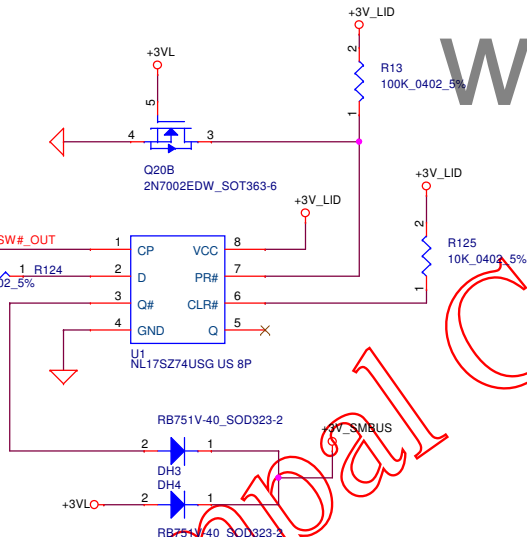 +3V_LID
+3VL
2
R13
100K_0402_5%
W
5
1
4
3
Q20B
2N7002EDW_SOT363-6
+3V_LID
+3V_LID
2
SW#_OUT
1
CP
VCC
8
R125
10K_0402_5%
1
R124
02_5%
2
D
PR#
7
1
3
Q#
CLR#
6
4
GND
Q
5
U1
NL17SZ74USG US 8P
RB751V-40_SOD323-2
+3V_SMBUS
2
1
DH3
DH4
+3VL
2
1
RB751V-40_SOD323-2
pbal C